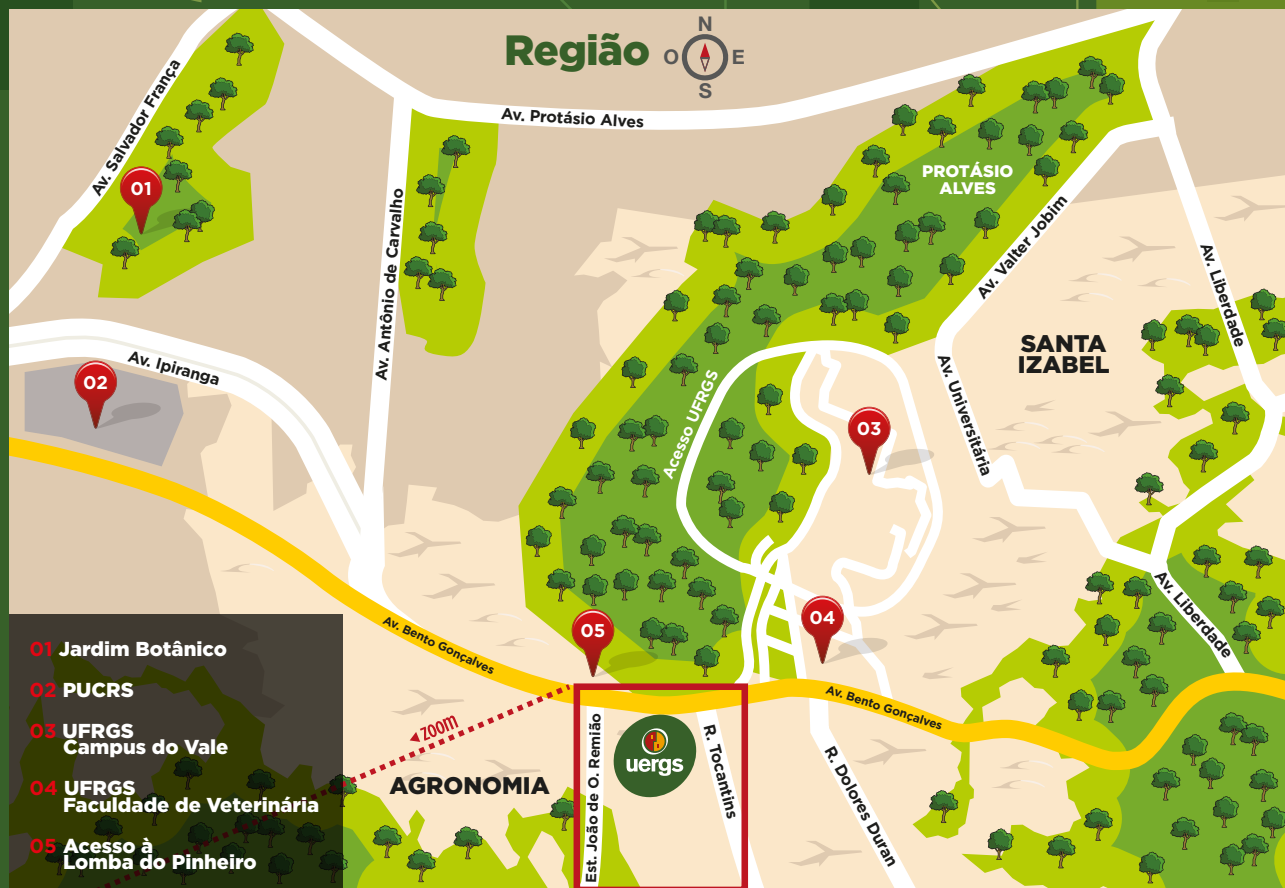 Região
N
O
E
S
Av. Salvador França
Av. Protásio Alves
01
PROTÁSIO
ALVES
Av. Antônio de Carvalho
Av. Valter Jobim
Av. Liberdade
Av. Ipiranga
02
SANTA
IZABEL
Acesso UFRGS
Av. Universitária
03
Av. Liberdade
Av. Bento Gonçalves
05
04
Av. Bento Gonçalves
zoom
AGRONOMIA
Est. João de O. Remião
uergs
R. Tocantins
R. Dolores Duran
01 Jardim Botânico
02 PUCRS
03 UFRGS
Campus do Vale
04 UFRGS
Faculdade de Veterinária
05 Acesso à
Lomba do Pinheiro